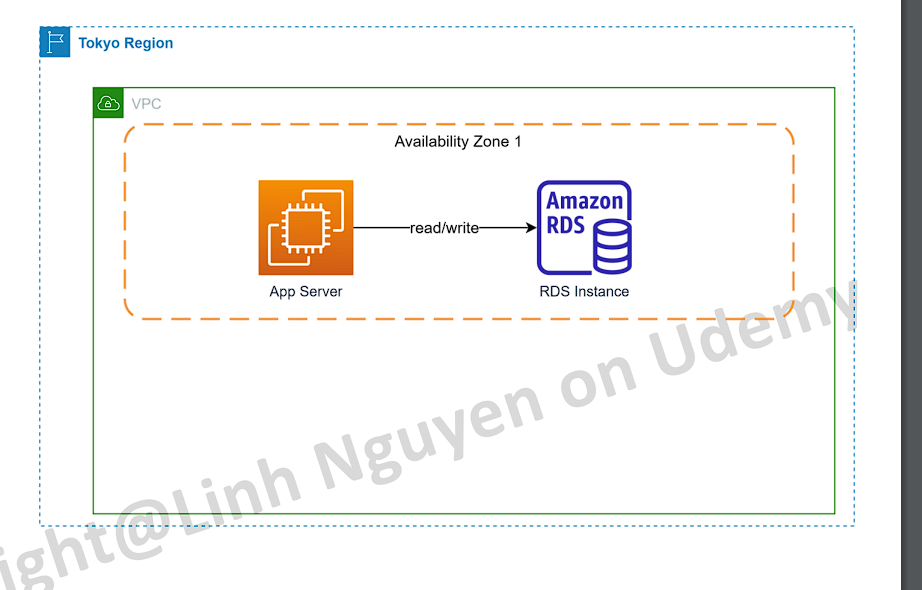 Tokyo Region
VPC
Availability Zone 1
Amazon
RDS
read/write
App Server
RDS Instance
ight@Linh Nguyen on Udemy